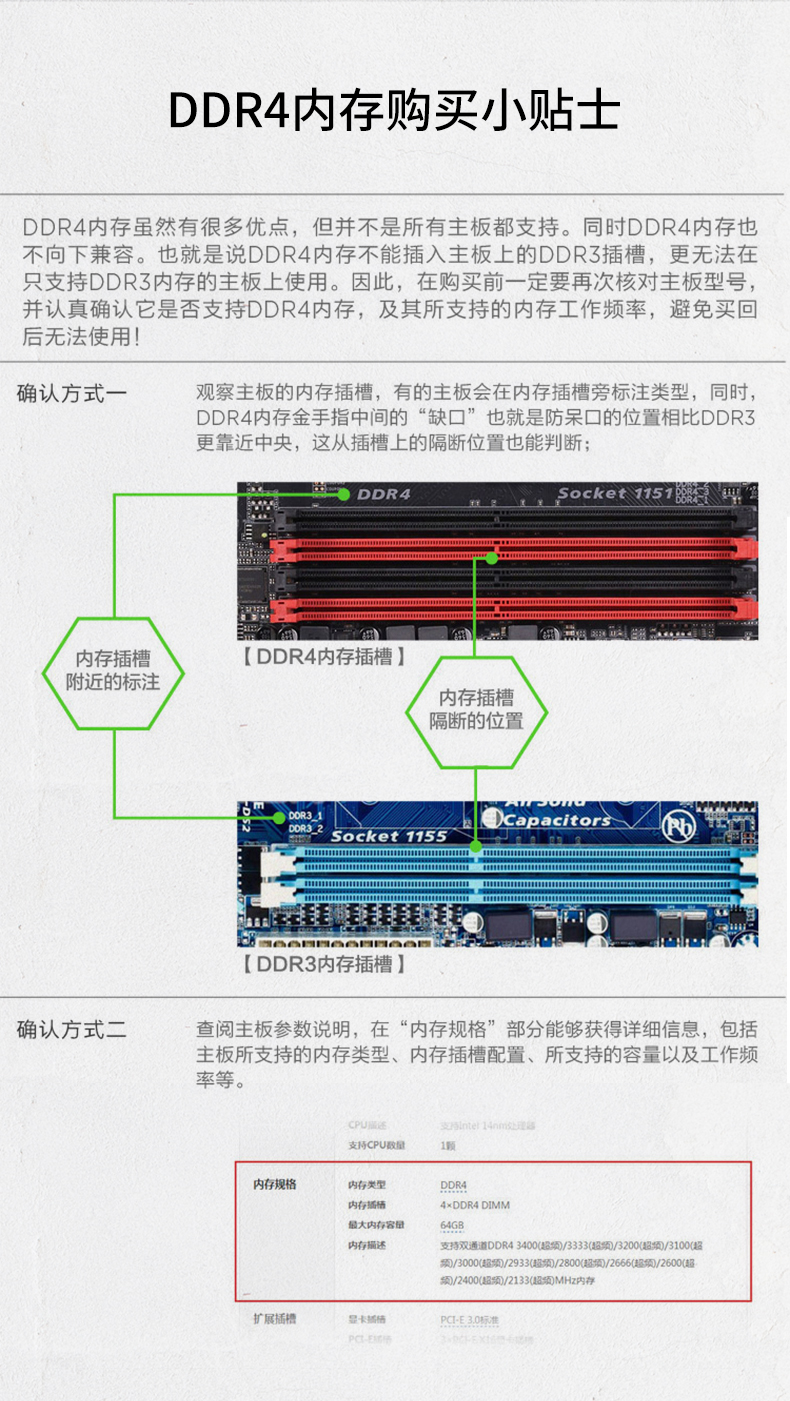 DDR4内存购买小贴士
DDR4内存虽然有很多优点，但并不是所有主板都支持。同时DDR4内存也
不向下兼容。也就是说DDR4内存不能插入主板上的DDR3插槽，更无法在
只支持DDR3内存的主板上使用。因此，在购买前一定要再次核对主板型号，
并认真确认它是否支持DDR4内存，及其所支持的内存工作频率，避免买回
后无法使用！
确认方式一
观察主板的内存插槽，有的主板会在内存插槽旁标注类型，同时，
DDR4内存金手指中间的“缺口”也就是防呆口的位置相比DDR3
更靠近中央，这从插槽上的隔断位置也能判断；
DDR4
Socket 1151
DDR4_2
DDR4_3
DDR4_1
【 DDR4内存插槽 】
内存插槽
附近的标注
内存插槽
隔断的位置
E
-DS2
DDR3_1
DDR3_2
Socket 1155
All Solid
Capacitors
Pb
【 DDR3内存插槽 】
确认方式二
查阅主板参数说明，在“内存规格”部分能够获得详细信息，包括
主板所支持的内存类型、内存插槽配置、所支持的容量以及工作频
率等。
CPU描述 支持Intel 14nm处理器
支持CPU数量 1颗
内存规格 内存类型 DDR4
内存插槽 4×DDR4 DIMM
最大内存容量 64GB
内存描述 支持双通道DDR4 3400(超频)/3333(超频)/3200(超频)/3100(超
频)/3000(超频)/2933(超频)/2800(超频)/2666(超频)/2600(超
频)/2400(超频)/2133(超频)MHz内存
扩展插槽 显卡插槽 PCI-E 3.0标准
PCI-E插槽